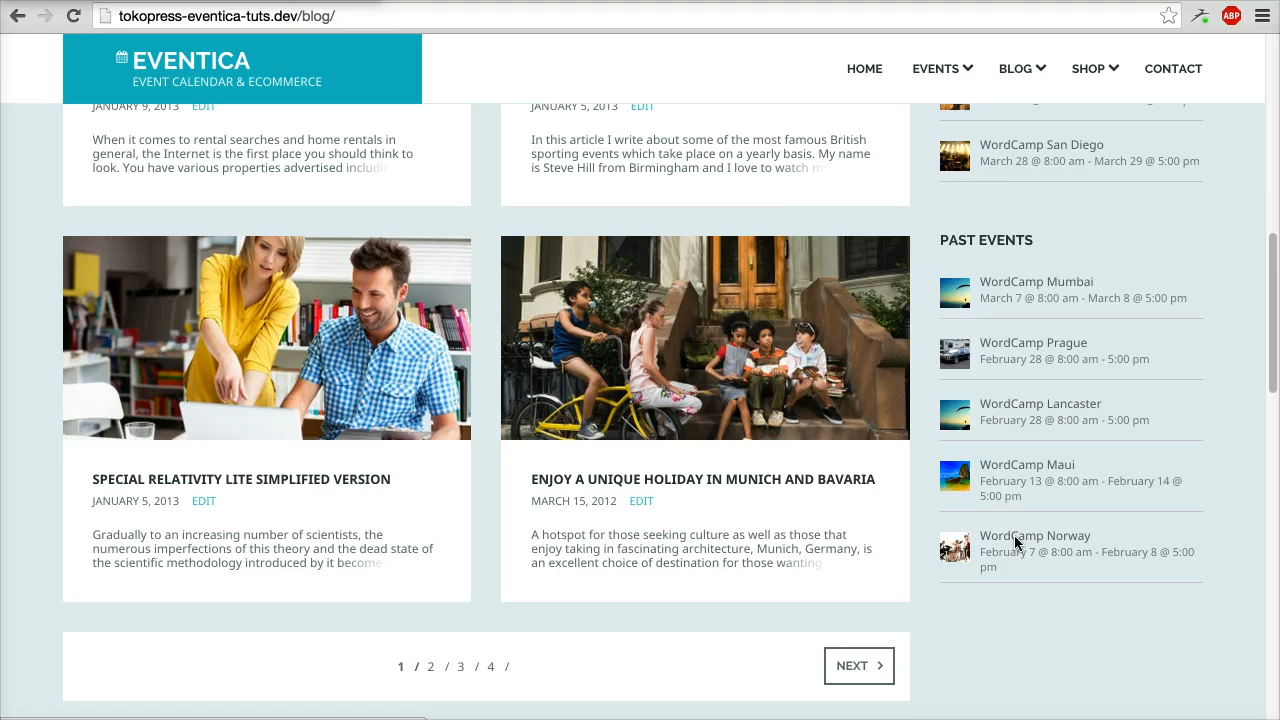 tokopress-eventica-tuts.dev/blog/
ABP
EVENTICA
EVENT CALENDAR & ECOMMERCE
HOME
EVENTS
BLOG
SHOP
CONTACT
JANUARY 9, 2013 EDIT
When it comes to rental searches and home rentals in
general, the Internet is the first place you should think to
look. You have various properties advertised includin
JANUARY 5, 2013 EDIT
In this article I write about some of the most famous British
sporting events which take place on a yearly basis. My name
is Steve Hill from Birmingham and I love to watch m
SPECIAL RELATIVITY LITE SIMPLIFIED VERSION
JANUARY 5, 2013 EDIT
Gradually to an increasing number of scientists, the
numerous imperfections of this theory and the dead state of
the scientific methodology introduced by it become
ENJOY A UNIQUE HOLIDAY IN MUNICH AND BAVARIA
MARCH 15, 2012 EDIT
A hotspot for those seeking culture as well as those that
enjoy taking in fascinating architecture, Munich, Germany, is
an excellent choice of destination for those wanting
1 / 2 / 3 / 4 /
NEXT
WordCamp San Diego
March 28 @ 8:00 am - March 29 @ 5:00 pm
PAST EVENTS
WordCamp Mumbai
March 7 @ 8:00 am - March 8 @ 5:00 pm
WordCamp Prague
February 28 @ 8:00 am - 5:00 pm
WordCamp Lancaster
February 28 @ 8:00 am - 5:00 pm
WordCamp Maui
February 13 @ 8:00 am - February 14 @
5:00 pm
WordCamp Norway
February 7 @ 8:00 am - February 8 @ 5:00
pm